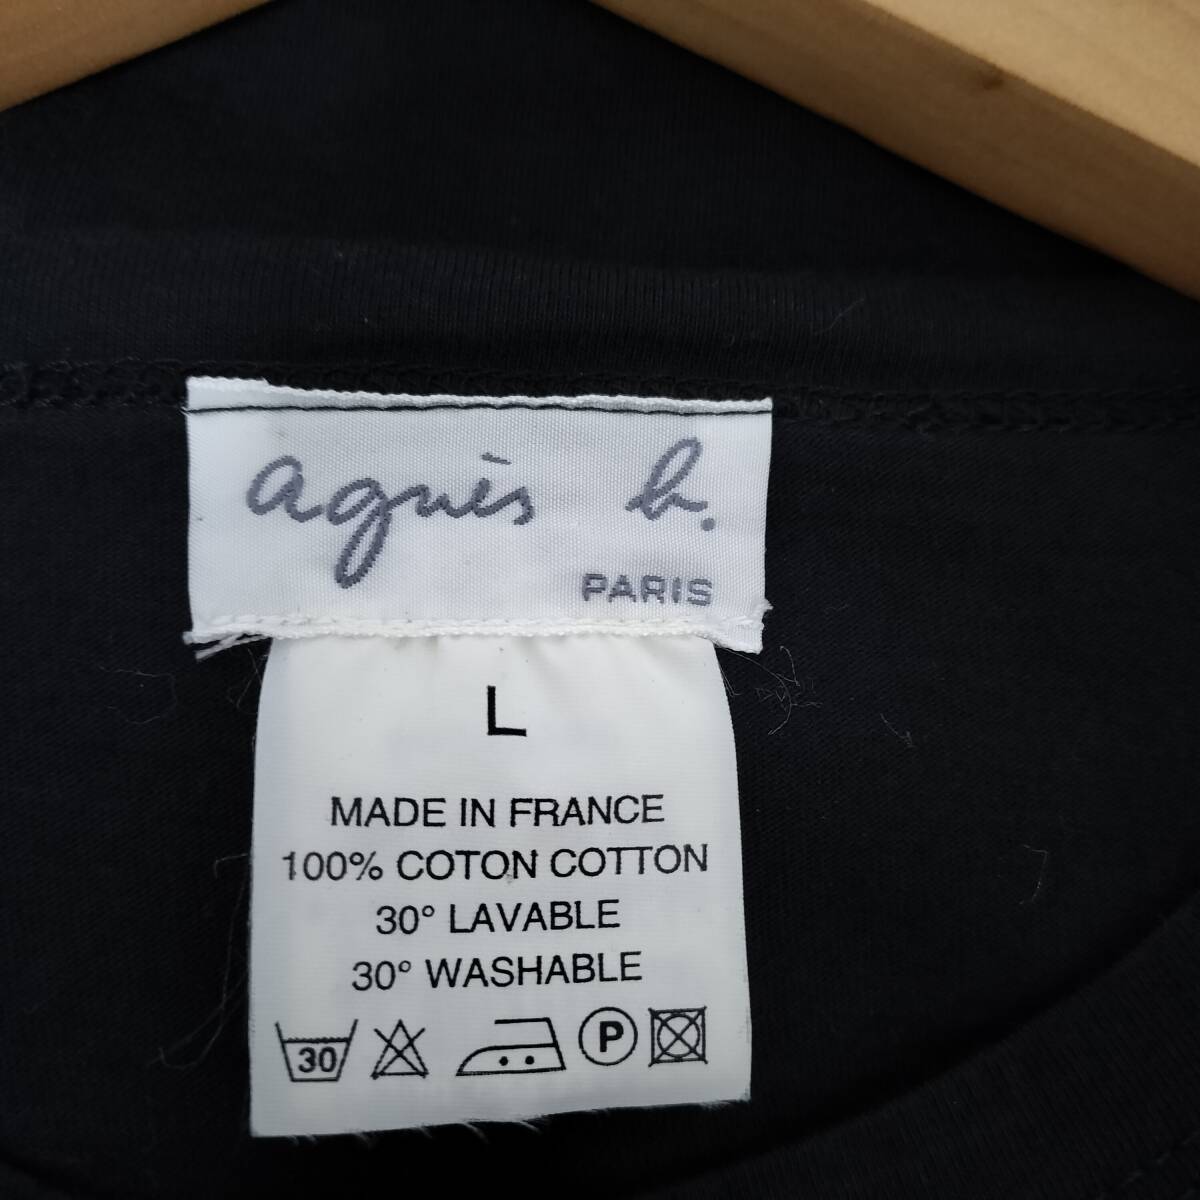 agnès b.
PARIS
L
MADE IN FRANCE
100% COTON COTTON
30° LAVABLE
30° WASHABLE
30 P